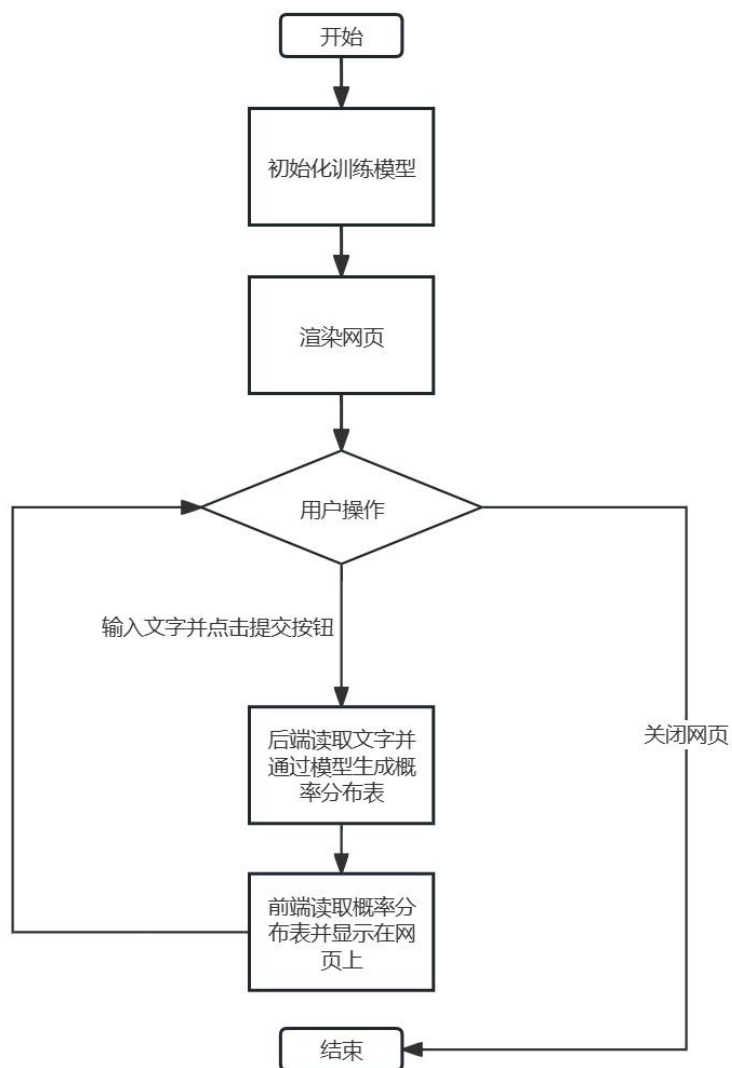 开始
初始化训练模型
渲染网页
用户操作
输入文字并点击提交按钮
后端读取文字并
通过模型生成概
率分布表
关闭网页
前端读取概率分
布表并显示在网
页上
结束